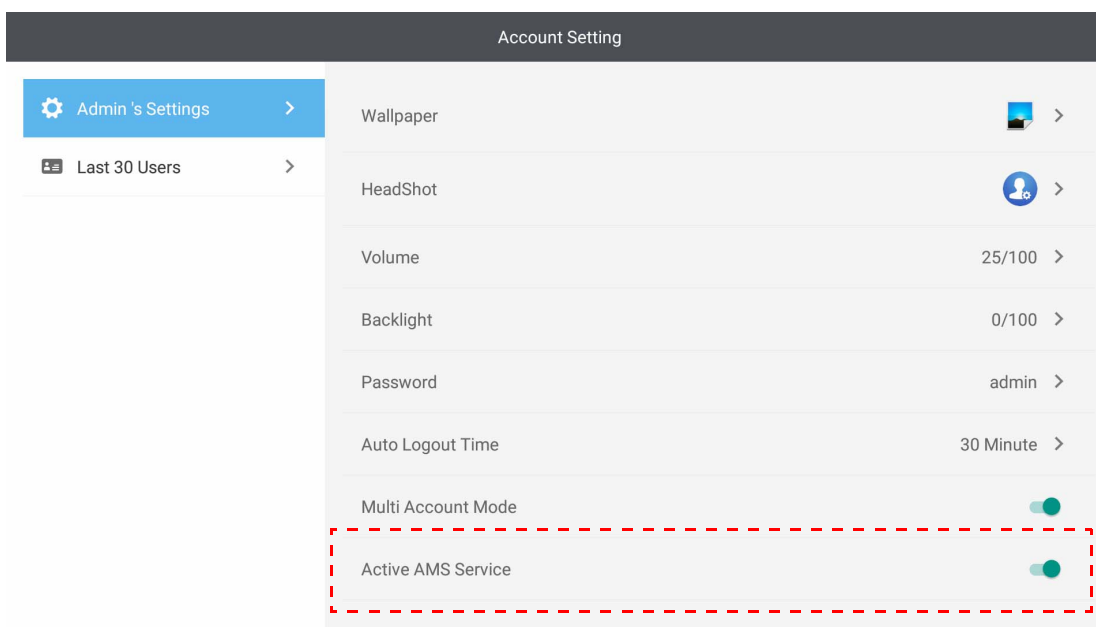 Account Setting
Admin 's Settings
Last 30 Users
Wallpaper
HeadShot
Volume 25/100
Backlight 0/100
Password admin
Auto Logout Time 30 Minute
Multi Account Mode
Active AMS Service